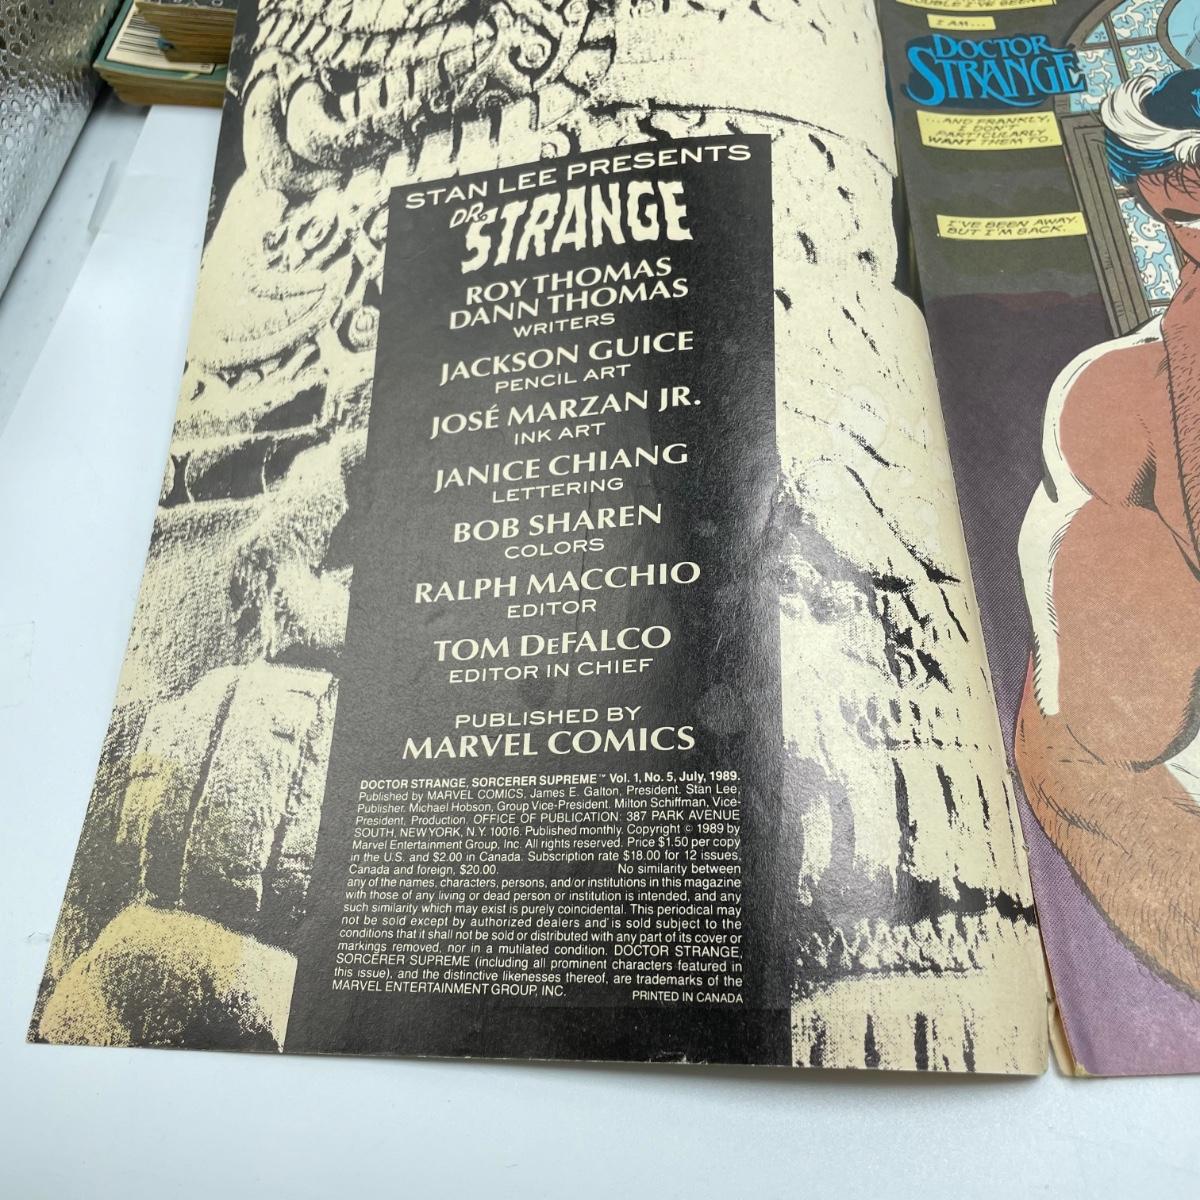 STAN LEE PRESENTS
DR. STRANGE
ROY THOMAS
DANN THOMAS
WRITERS
JACKSON GUICE
PENCIL ART
JOSÉ MARZAN JR.
INK ART
JANICE CHIANG
LETTERING
BOB SHAREN
COLORS
RALPH MACCHIO
EDITOR
TOM DeFALCO
EDITOR IN CHIEF
PUBLISHED BY
MARVEL COMICS
DOCTOR STRANGE, SORCERER SUPREME™ Vol. 1, No. 5, July, 1989.
Published by MARVEL COMICS, James E. Galton, President. Stan Lee,
Publisher. Michael Hobson, Group Vice-President. Milton Schiffman, Vice-
President, Production. OFFICE OF PUBLICATION: 387 PARK AVENUE
SOUTH, NEW YORK, N.Y. 10016. Published monthly. Copyright © 1989 by
Marvel Entertainment Group, Inc. All rights reserved. Price $1.50 per copy
in the U.S. and $2.00 in Canada. Subscription rate $18.00 for 12 issues,
Canada and foreign, $20.00. No similarity between
any of the names, characters, persons, and/or institutions in this magazine
with those of any living or dead person or institution is intended, and any
such similarity which may exist is purely coincidental. This periodical may
not be sold except by authorized dealers and is sold subject to the
conditions that it shall not be sold or distributed with any part of its cover or
markings removed, nor in a mutilated condition. DOCTOR STRANGE,
SORCERER SUPREME (including all prominent characters featured in
this issue), and the distinctive likenesses thereof, are trademarks of the
MARVEL ENTERTAINMENT GROUP, INC. PRINTED IN CANADA
I AM...
DOCTOR
STRANGE
...AND FRANKLY,
I DON'T
PARTICULARLY
WANT THEM TO.
I'VE BEEN AWAY,
BUT I'M BACK.